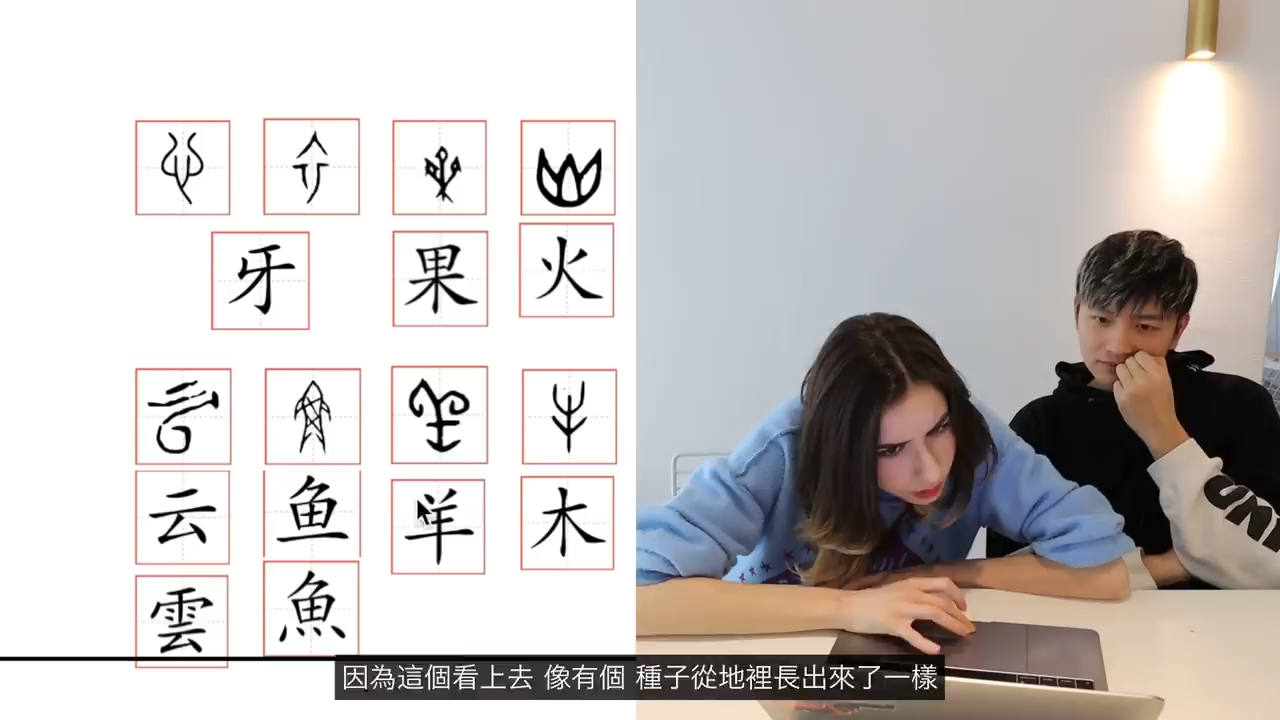 牙 果 火
云 鱼 羊 木
雲 魚
UNI
因為這個看上去 像有個 種子從地裡長出來了一樣